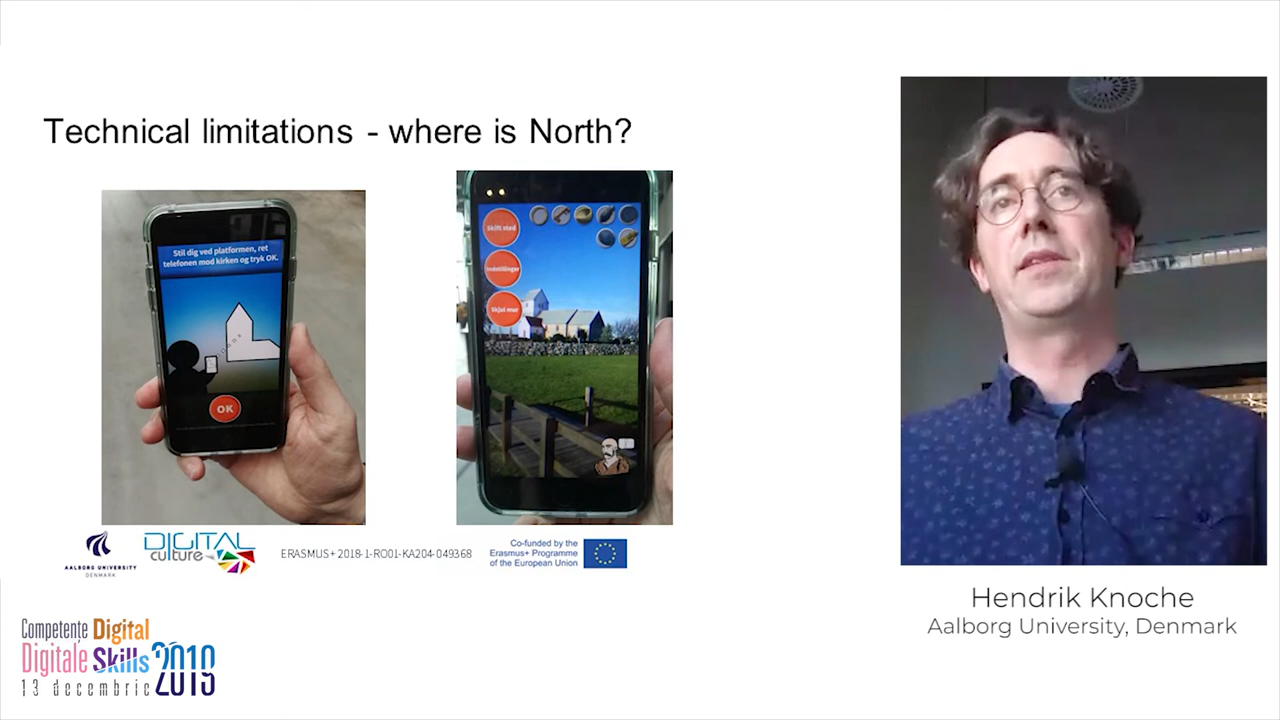 Technical limitations - where is North?
Stil dig ved platformen, ret
telefonen mod kirken og tryk OK.
OK
Skift sted
Indstillinger
Skjul mur
AALBORG UNIVERSITY
DENMARK
DIGITAL
culture
ERASMUS+ 2018-1-RO01-KA204-049368
Co-funded by the
Erasmus+ Programme
of the European Union
Hendrik Knoche
Aalborg University, Denmark
Competențe Digital
Digitale Skills 2019
13 decembrie